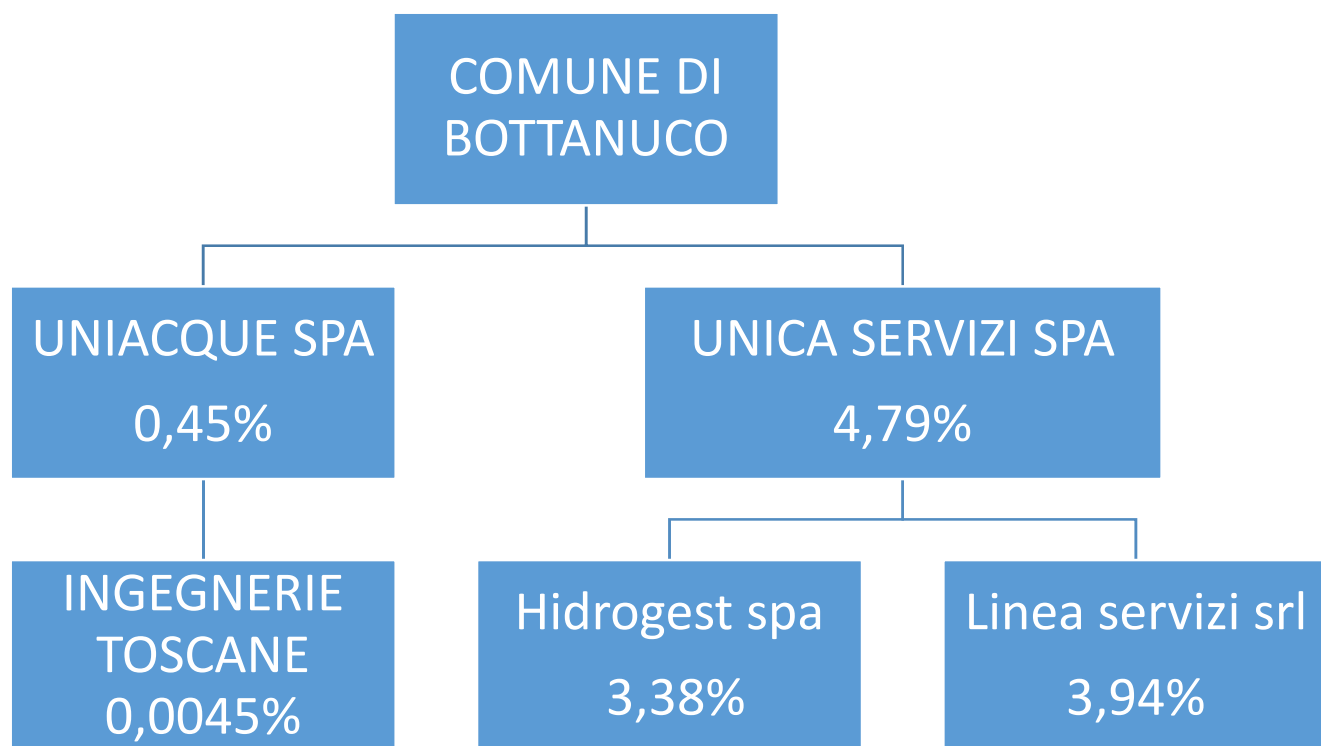 COMUNE DI
BOTTANUCO
UNIACQUE SPA
0,45%
UNICA SERVIZI SPA
4,79%
INGEGNERIE
TOSCANE
0,0045%
Hidrogest spa
3,38%
Linea servizi srl
3,94%